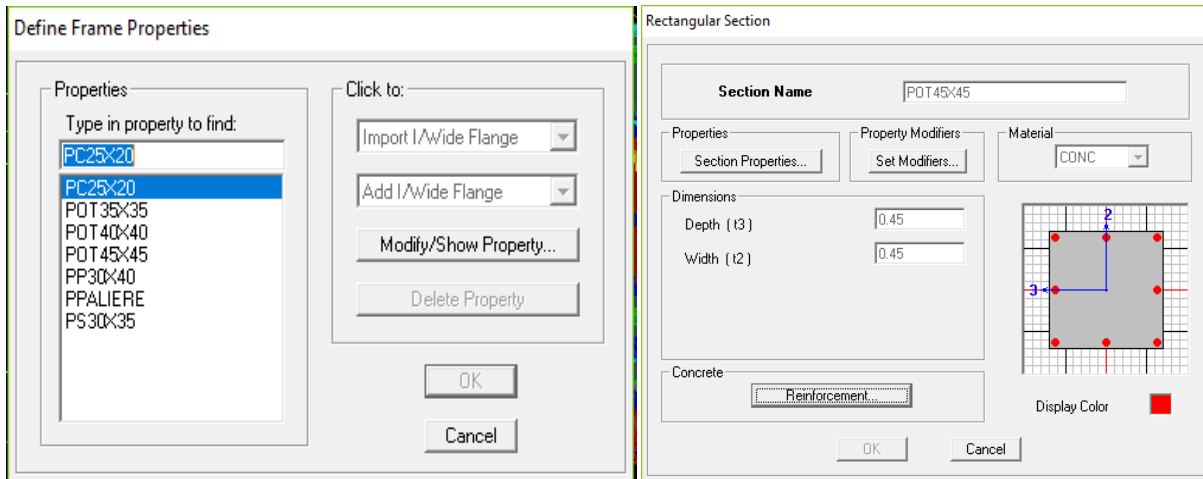 Define Frame Properties
Properties
Type in property to find:
PC25X20
PC25X20
POT35X35
POT40X40
POT45X45
PP30X40
PPALIERE
PS30X35
Click to:
Import I/Wide Flange
Add I/Wide Flange
Modify/Show Property...
Delete Property
OK
Cancel
Rectangular Section
Section Name POT45X45
Properties
Section Properties...
Property Modifiers
Set Modifiers...
Material
CONC
Dimensions
Depth ( t3 ) 0.45
Width ( t2 ) 0.45
2
3
Concrete
Reinforcement...
Display Color
OK Cancel